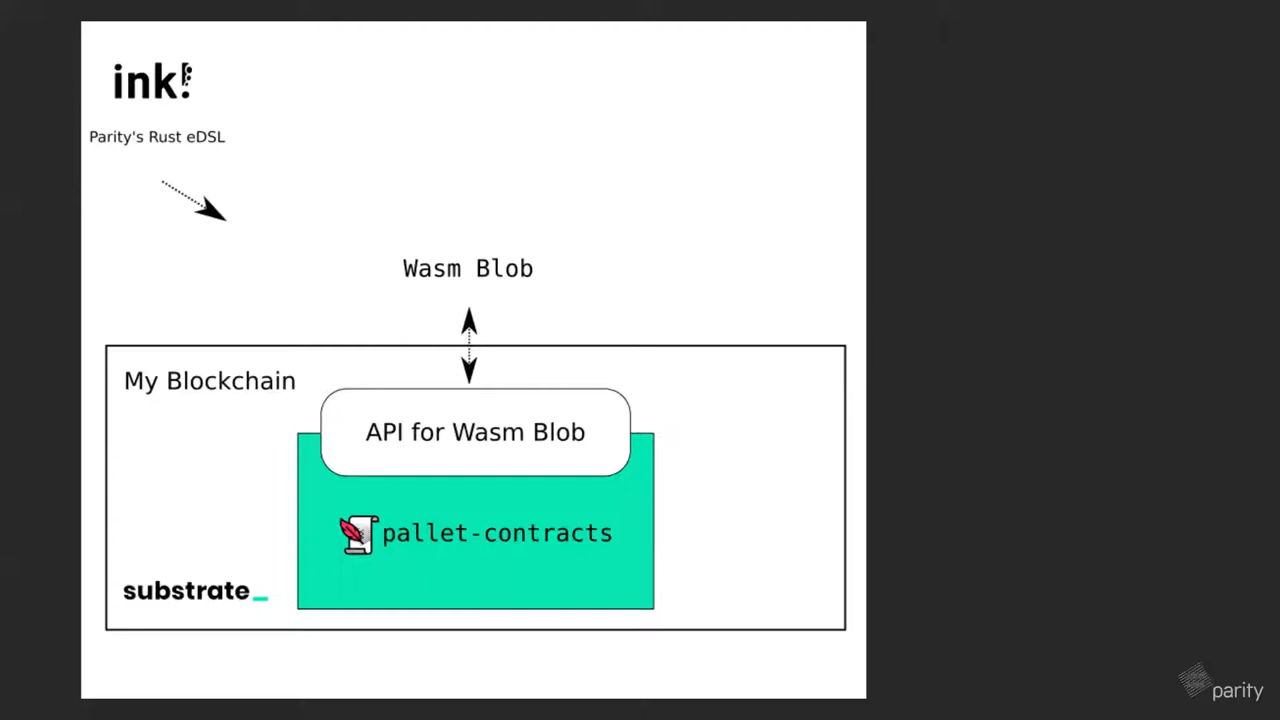 ink!
Parity's Rust eDSL
Wasm Blob
My Blockchain
API for Wasm Blob
pallet-contracts
substrate_
parity